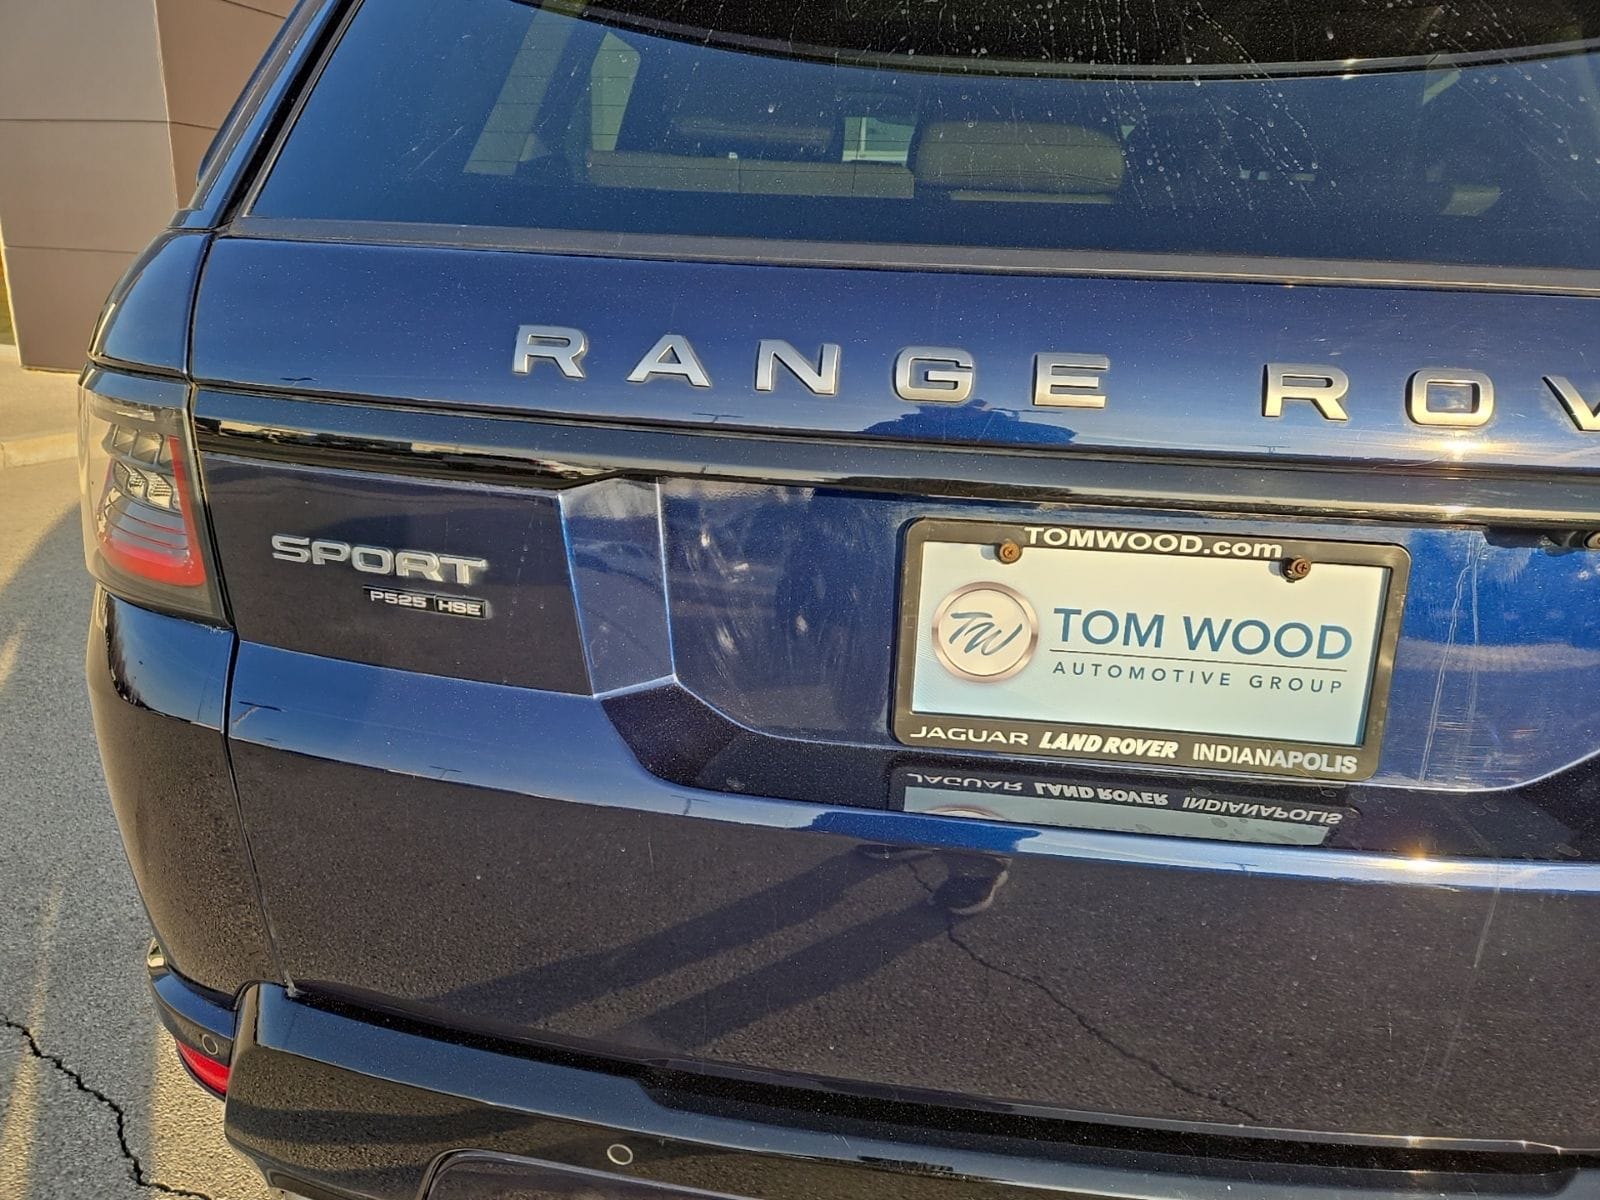 RANGE ROV
SPORT
P525 HSE
TOMWOOD.com
TW
TOM WOOD
AUTOMOTIVE GROUP
JAGUAR LAND ROVER INDIANAPOLIS